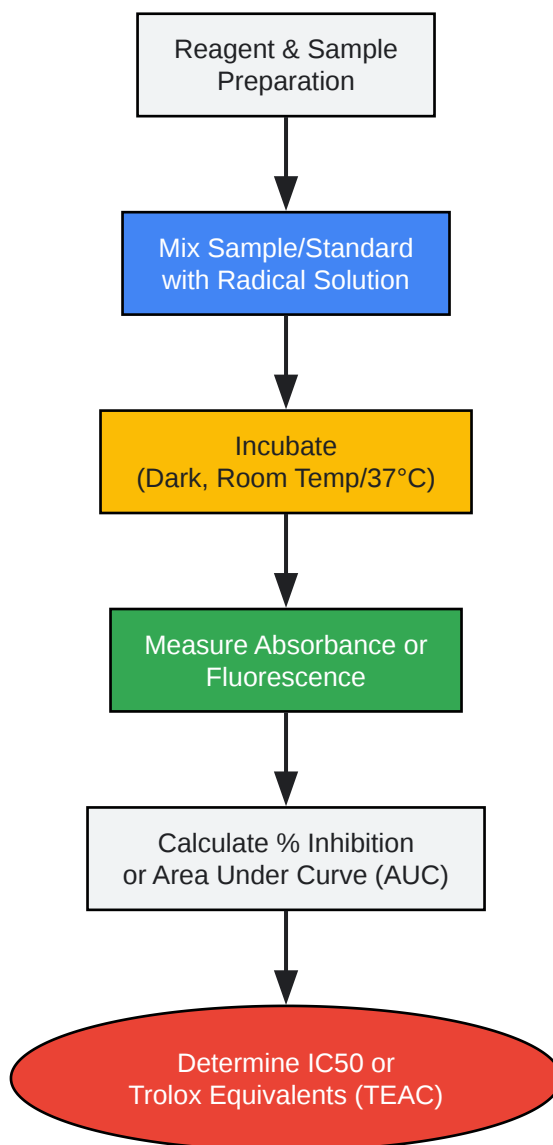 Reagent & Sample
Preparation
Mix Sample/Standard
with Radical Solution
Incubate
(Dark, Room Temp/37°C)
Measure Absorbance or
Fluorescence
Calculate % Inhibition
or Area Under Curve (AUC)
Determine IC50 or
Trolox Equivalents (TEAC)